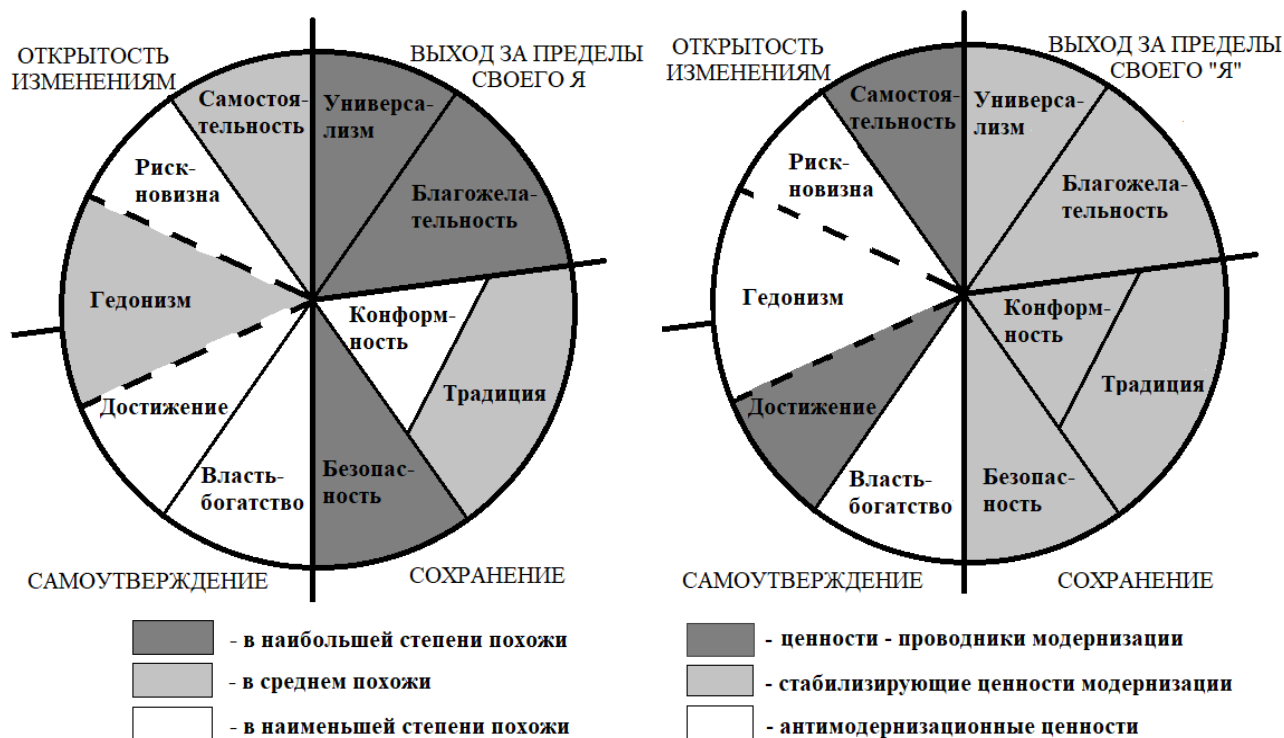 ОТКРЫТОСТЬ
ИЗМЕНЕНИЯМ
ВЫХОД ЗА ПРЕДЕЛЫ
СВОЕГО Я
Самостоя-
тельность
Универса-
лизм
Риск-
новизна
Благожела-
тельность
Гедонизм
Конформ-
ность
Традиция
Достижение
Власть-
богатство
Безопас-
ность
САМОУТВЕРЖДЕНИЕ
СОХРАНЕНИЕ
- в наибольшей степени похожи
- в среднем похожи
- в наименьшей степени похожи
ОТКРЫТОСТЬ
ИЗМЕНЕНИЯМ
ВЫХОД ЗА ПРЕДЕЛЫ
СВОЕГО "Я"
Самостоя-
тельность
Универса-
лизм
Риск-
новизна
Благожела-
тельность
Гедонизм
Конформ-
ность
Традиция
Достижение
Власть-
богатство
Безопас-
ность
САМОУТВЕРЖДЕНИЕ
СОХРАНЕНИЕ
- ценности - проводники модернизации
- стабилизирующие ценности модернизации
- антимодернизационные ценности